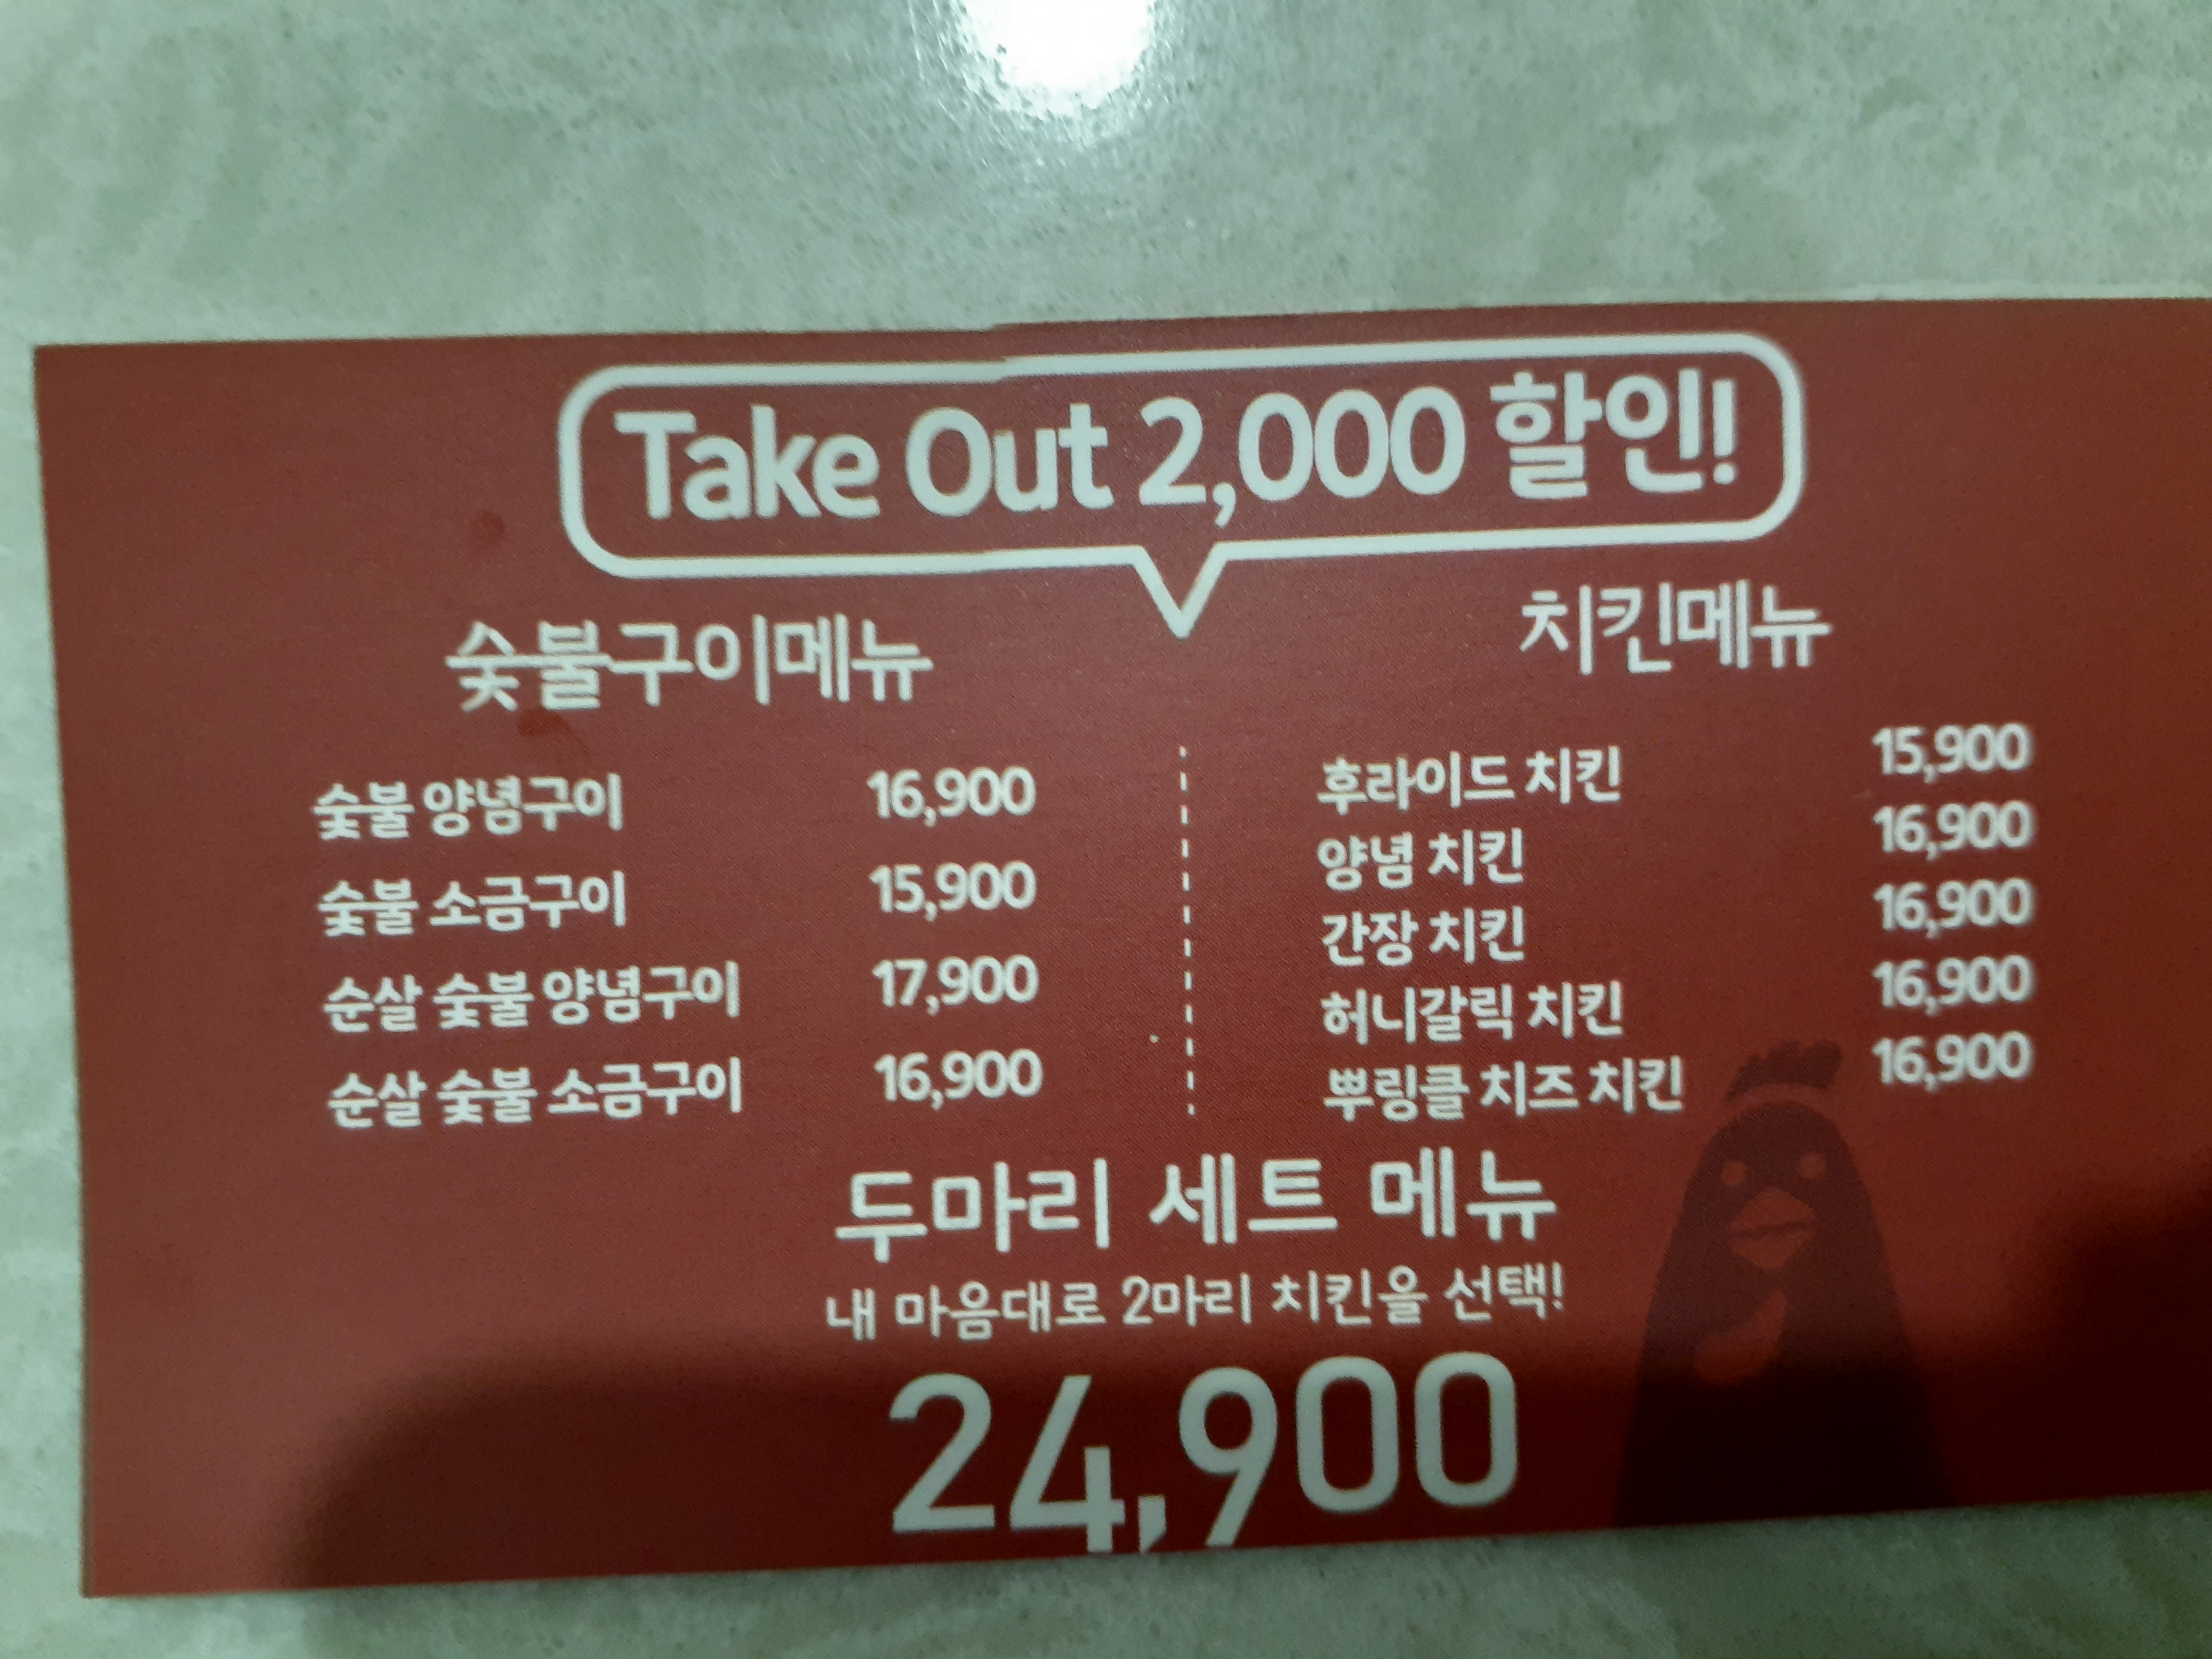 Take Out 2,000 할인!
숯불구이메뉴
숯불 양념구이 16,900
숯불 소금구이 15,900
순살 숯불 양념구이 17,900
순살 숯불 소금구이 16,900
치킨메뉴
후라이드 치킨 15,900
양념 치킨 16,900
간장 치킨 16,900
허니갈릭 치킨 16,900
뿌링클 치즈 치킨 16,900
두마리 세트 메뉴
내 마음대로 2마리 치킨을 선택!
24,900